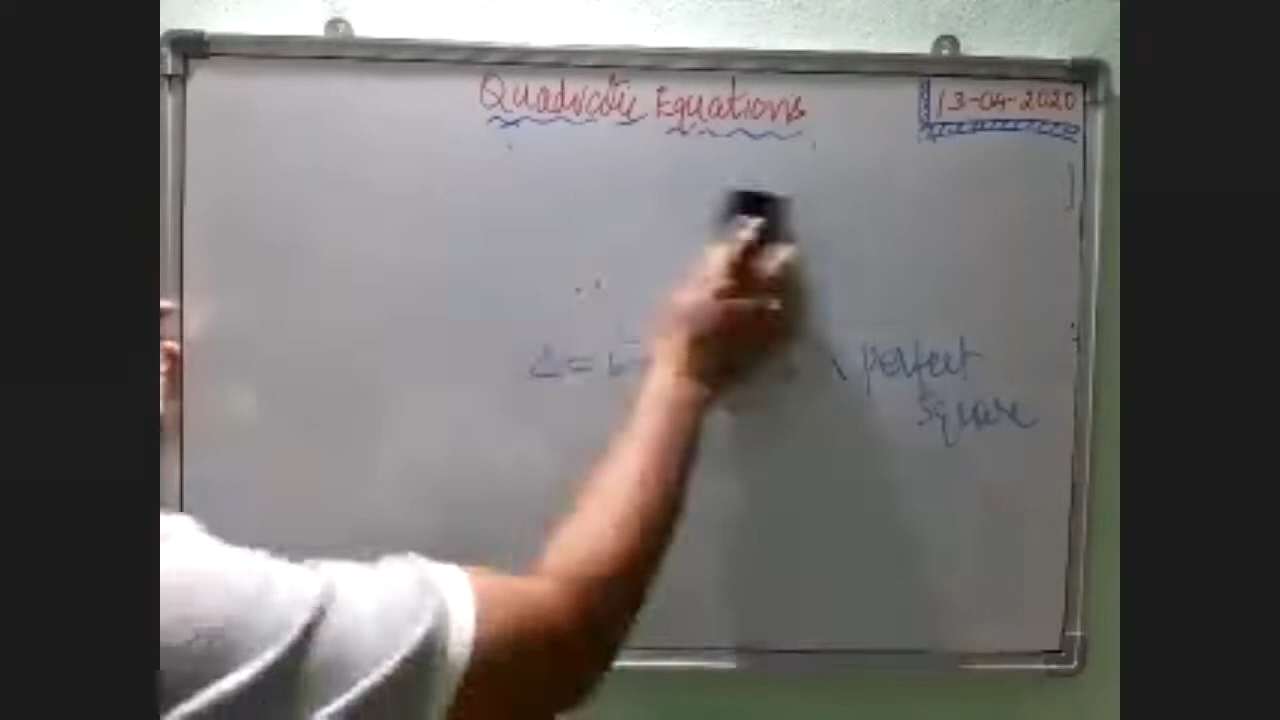 Quadratic Equations
13-04-2020
Δ = b
perfect
square